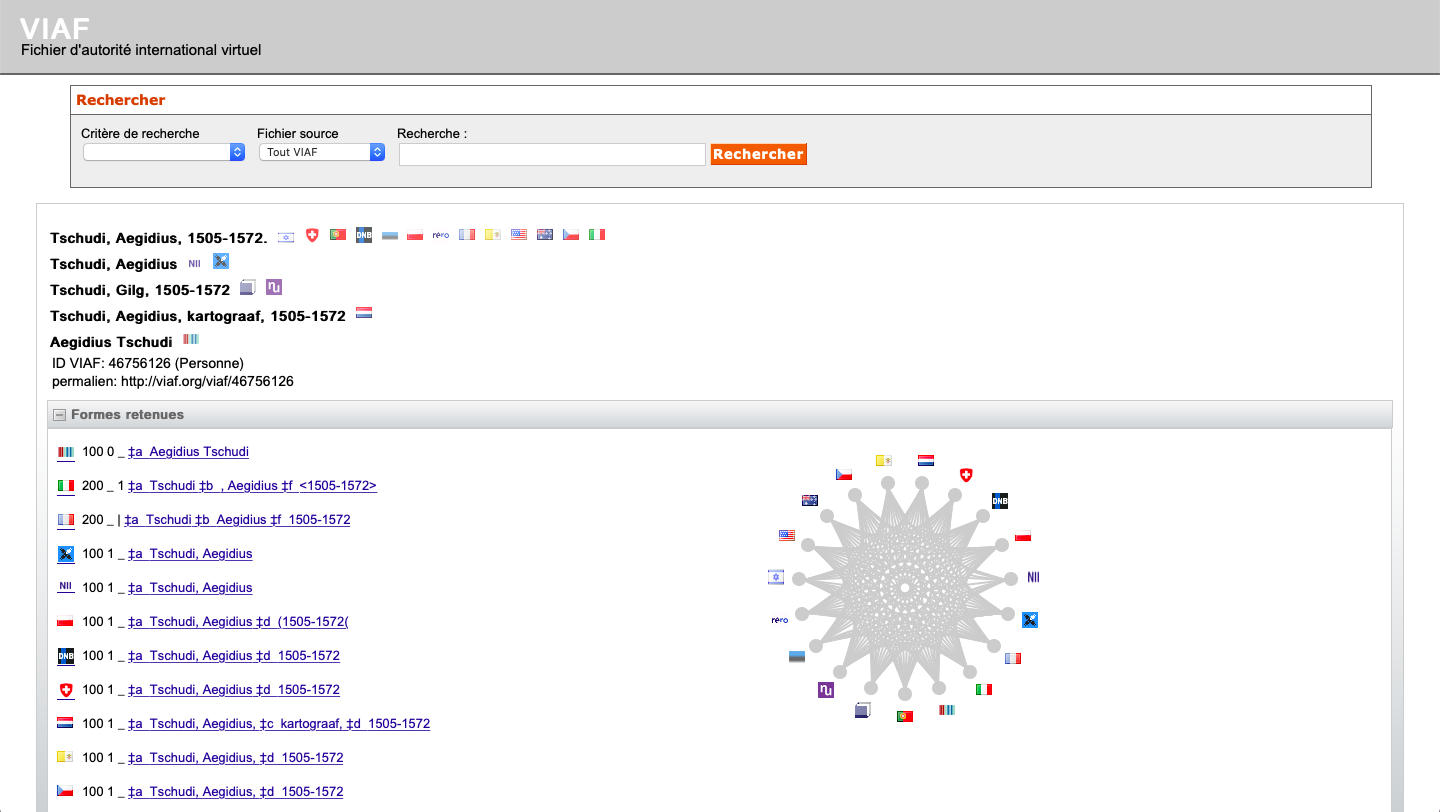 VIAF
Fichier d'autorité international virtuel
Rechercher
Critère de recherche Fichier source Recherche :
Tout VIAF Rechercher
Tschudi, Aegidius, 1505-1572. DNB rero
Tschudi, Aegidius NII
Tschudi, Gilg, 1505-1572 nu
Tschudi, Aegidius, kartograaf, 1505-1572
Aegidius Tschudi
ID VIAF: 46756126 (Personne)
permalien: http://viaf.org/viaf/46756126
Formes retenues
100 0 _ ‡a Aegidius Tschudi
200 _ 1 ‡a Tschudi ‡b , Aegidius ‡f <1505-1572>
200 _ | ‡a Tschudi ‡b Aegidius ‡f 1505-1572
100 1 _ ‡a Tschudi, Aegidius
NII 100 1 _ ‡a Tschudi, Aegidius
100 1 _ ‡a Tschudi, Aegidius ‡d (1505-1572(
DNB 100 1 _ ‡a Tschudi, Aegidius ‡d 1505-1572
100 1 _ ‡a Tschudi, Aegidius ‡d 1505-1572
100 1 _ ‡a Tschudi, Aegidius, ‡c kartograaf, ‡d 1505-1572
100 1 _ ‡a Tschudi, Aegidius, ‡d 1505-1572
100 1 _ ‡a Tschudi, Aegidius, ‡d 1505-1572
DNB
NII
rero
nu